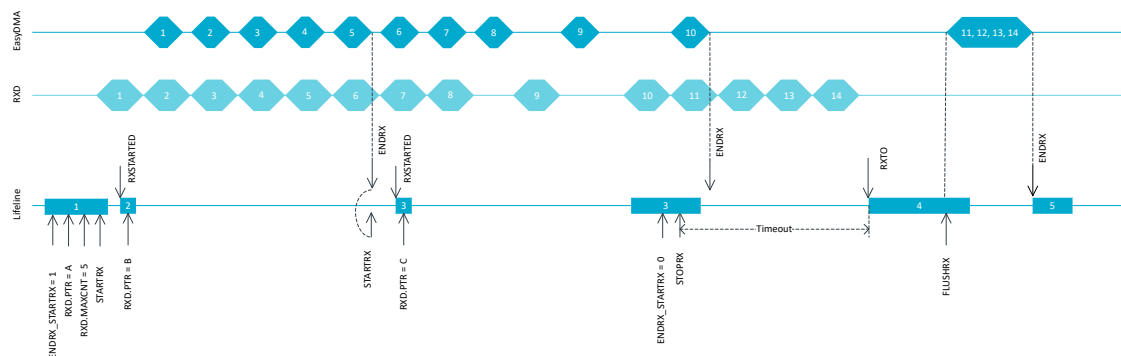 EasyDMA
1 2 3 4 5 6 7 8 9 10 11, 12, 13, 14
RXD
1 2 3 4 5 6 7 8 9 10 11 12 13 14
RXSTARTED
ENDRX
RXSTARTED
ENDRX
RXTO
ENDRX
Lifeline
1 2 3 3 4 5
Timeout
ENDRX_STARTRX = 1
RXD.PTR = A
RXD.MAXCNT = 5
STARTRX
RXD.PTR = B
STARTRX
RXD.PTR = C
ENDRX_STARTRX = 0
STOPRX
FLUSHRX